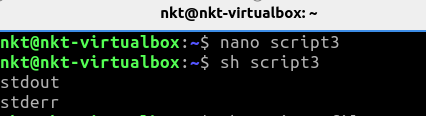 nkt@nkt-virtualbox: ~
nkt@nkt-virtualbox:~$ nano script3
nkt@nkt-virtualbox:~$ sh script3
stdout
stderr